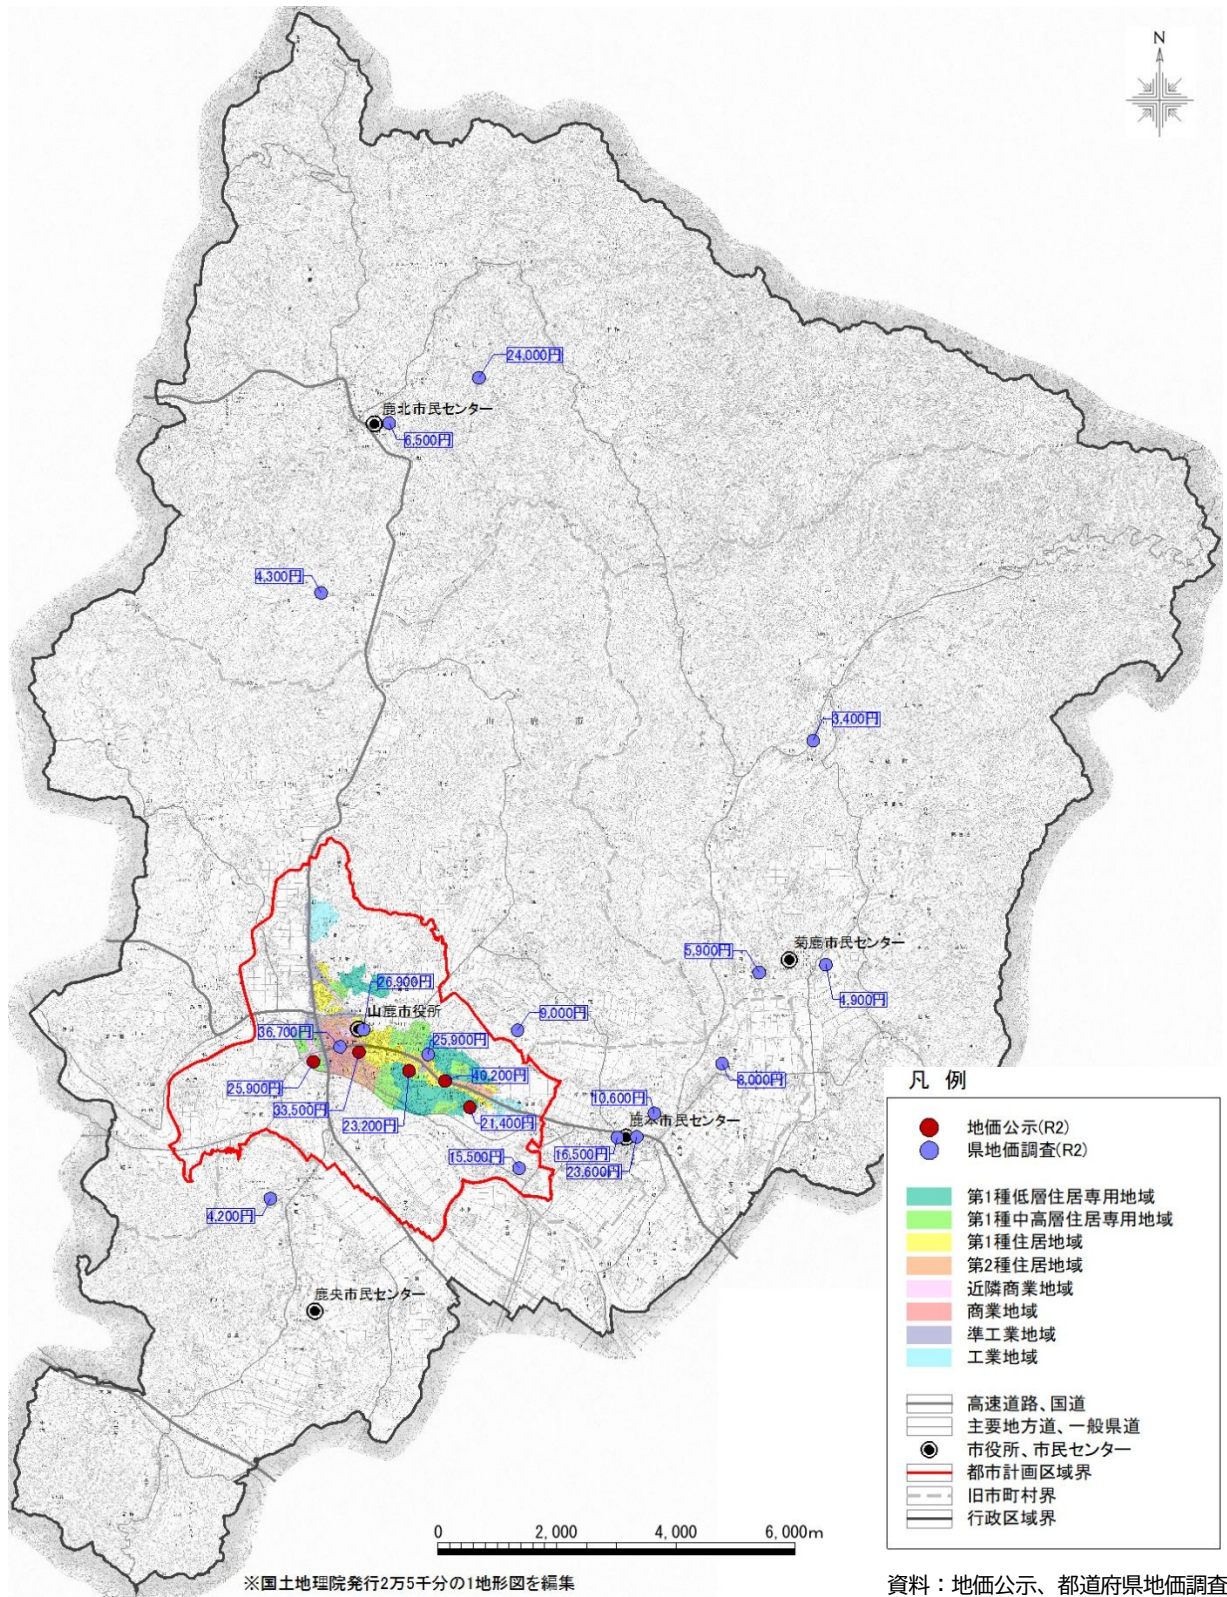 N
24,000円
鹿北市民センター
6,500円
4,300円
山鹿市
3,400円
菊鹿市民センター
5,900円
4,900円
26,900円
山鹿市役所
9,000円
36,700円
25,900円
8,000円
25,900円
40,200円
33,500円
10,600円
23,200円
21,400円
鹿本市民センター
16,500円
15,500円
23,600円
4,200円
鹿央市民センター
凡 例
地価公示(R2)
県地価調査(R2)
第1種低層住居専用地域
第1種中高層住居専用地域
第1種住居地域
第2種住居地域
近隣商業地域
商業地域
準工業地域
工業地域
高速道路、国道
主要地方道、一般県道
市役所、市民センター
都市計画区域界
旧市町村界
行政区域界
0 2,000 4,000 6,000m
※国土地理院発行2万5千分の1地形図を編集
資料：地価公示、都道府県地価調査